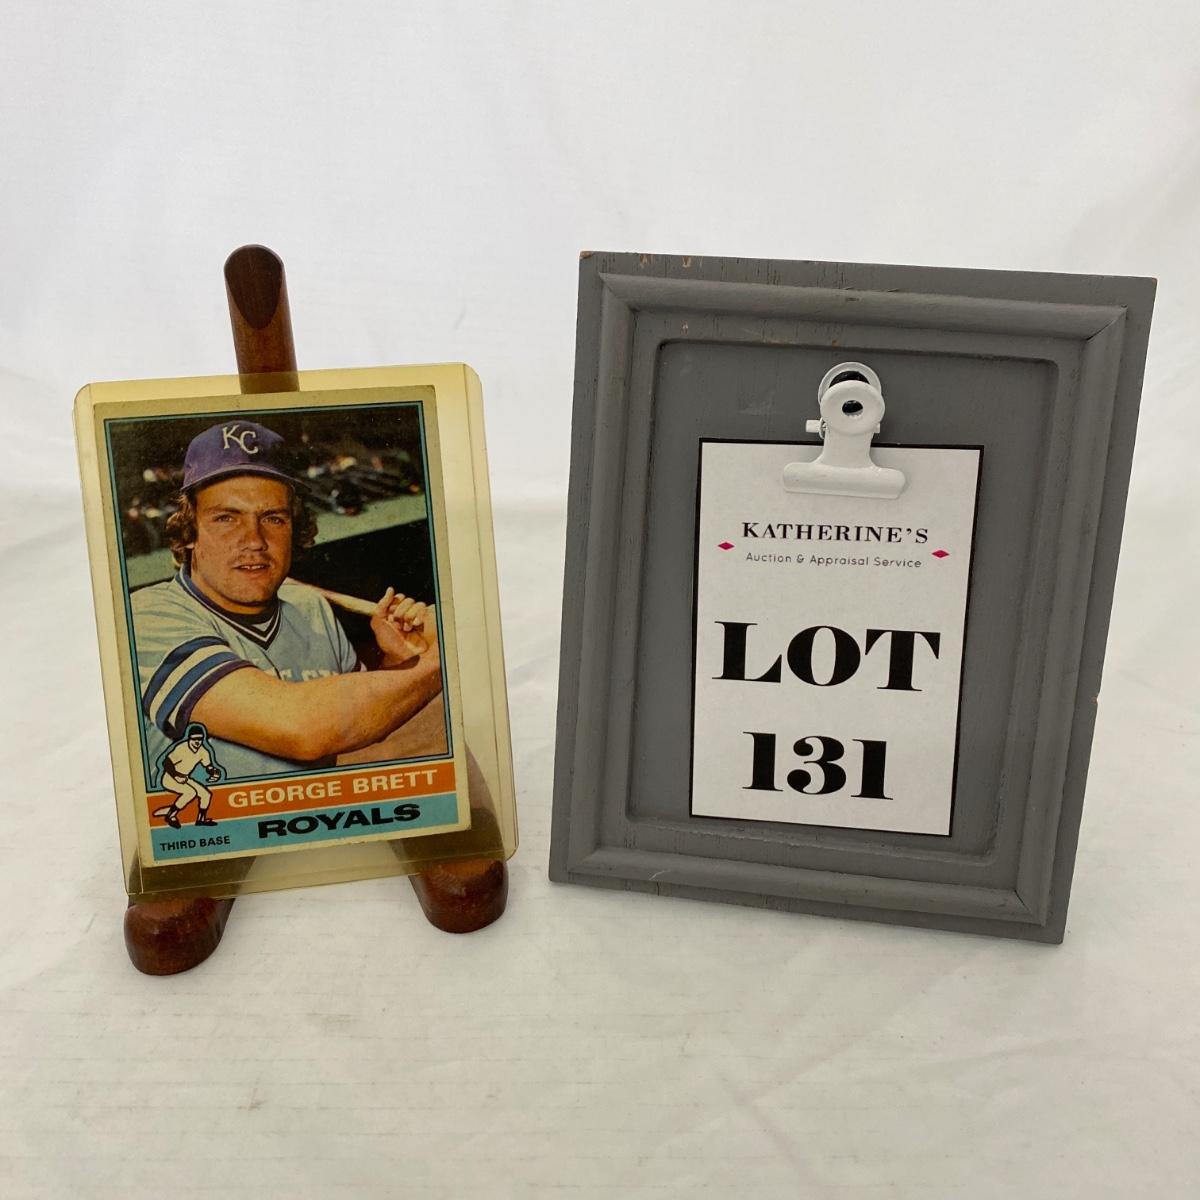 KC
GEORGE BRETT
ROYALS
THIRD BASE
KATHERINE'S
Auction & Appraisal Service
LOT
131